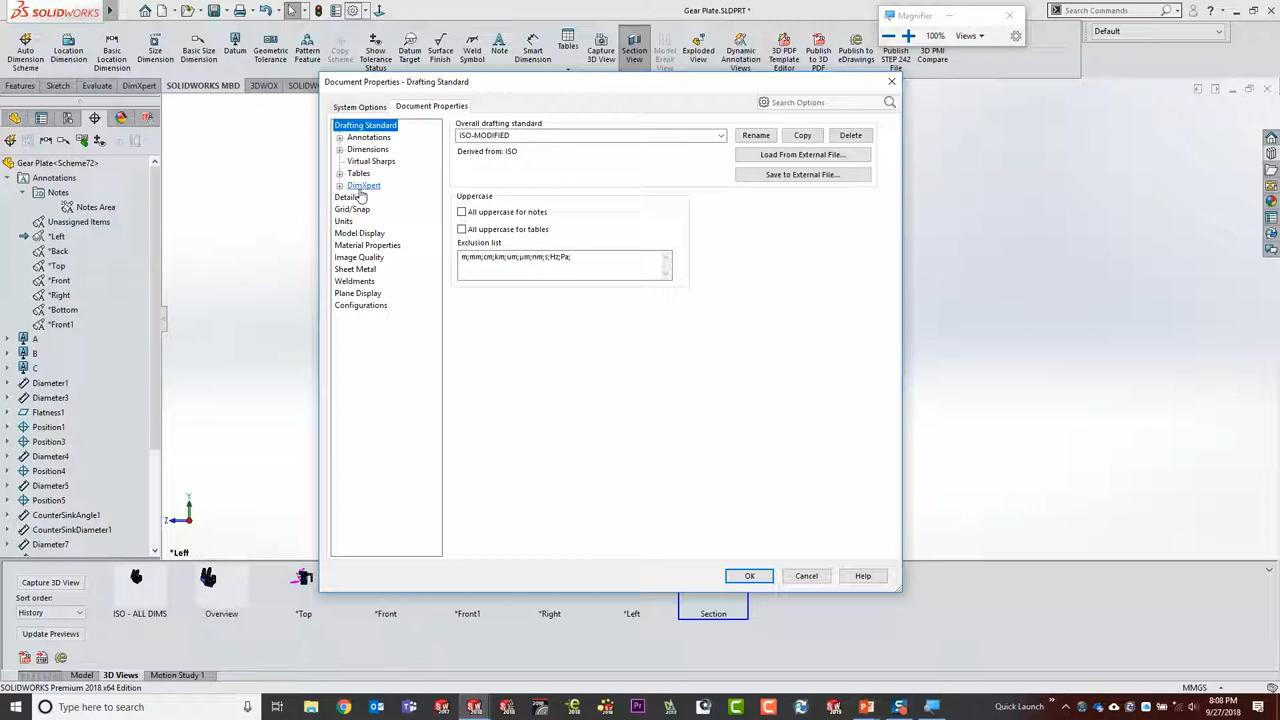 SOLIDWORKS
Gear Plate.SLDPRT *
Search Commands
Magnifier
100%
Views
Auto Dimension Scheme
Location Dimension
Basic Location Dimension
Size Dimension
Basic Size Dimension
Geometric Tolerance
Pattern Feature
Copy Scheme
Show Tolerance Status
Datum
Datum Target
Surface Finish
Weld Symbol
Note
Smart Dimension
Tables
Capture 3D View
Section View
Model Break View
Exploded View
Dynamic Annotation Views
3D PDF Template Editor
Publish to 3D PDF
Publish to eDrawings
Publish STEP 242 File
3D PMI Compare
Default
Features
Sketch
Evaluate
DimXpert
SOLIDWORKS MBD
3DWOX
SOLIDW
Gear Plate<Scheme72>
Annotations
Notes
Notes Area
Unassigned Items
*Left
*Back
*Top
*Front
*Right
*Bottom
*Front1
A
B
C
Diameter1
Diameter3
Flatness1
Position1
Position3
Diameter4
Position4
Diameter5
Position5
CounterSinkAngle1
CounterSinkDiameter1
Diameter7
Y
Z
*Left
Document Properties - Drafting Standard
System Options
Document Properties
Search Options
Drafting Standard
Annotations
Dimensions
Virtual Sharps
Tables
DimXpert
Detail
Grid/Snap
Units
Model Display
Material Properties
Image Quality
Sheet Metal
Weldments
Plane Display
Configurations
Overall drafting standard
ISO-MODIFIED
Rename
Copy
Delete
Derived from: ISO
Load From External File...
Save to External File...
Uppercase
All uppercase for notes
All uppercase for tables
Exclusion list
m;mm;cm;km;um;µm;nm;s;Hz;Pa;
OK
Cancel
Help
Capture 3D View
Sort order:
History
Update Previews
ISO - ALL DIMS
Overview
*Top
*Front
*Front1
*Right
*Left
Section
Model
3D Views
Motion Study 1
SOLIDWORKS Premium 2018 x64 Edition
MMGS
Type here to search
Quick Launch
8:08 PM
9/27/2018